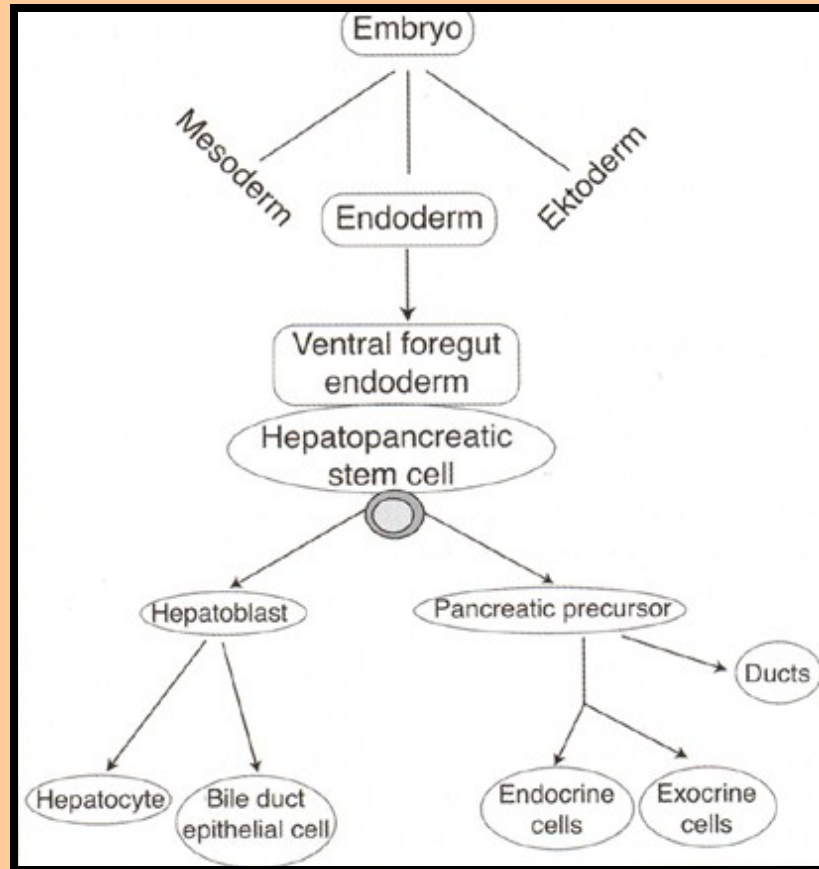 Embryo
Mesoderm
Endoderm
Ektoderm
Ventral foregut
endoderm
Hepatopancreatic
stem cell
Hepatoblast
Pancreatic precursor
Ducts
Hepatocyte
Bile duct
epithelial cell
Endocrine
cells
Exocrine
cells